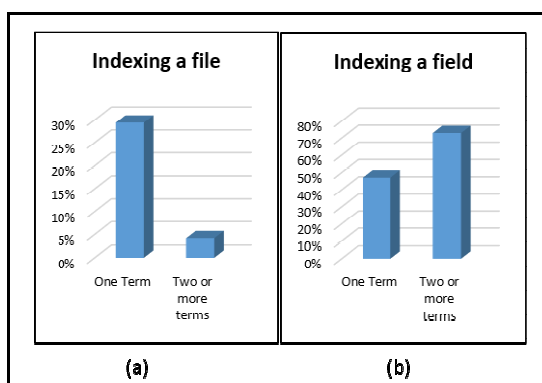 Indexing a file
30%
25%
20%
15%
10%
5%
0%
One Term
Two or
more
terms
(a)
Indexing a field
80%
70%
60%
50%
40%
30%
20%
10%
0%
One Term
Two or
more
terms
(b)